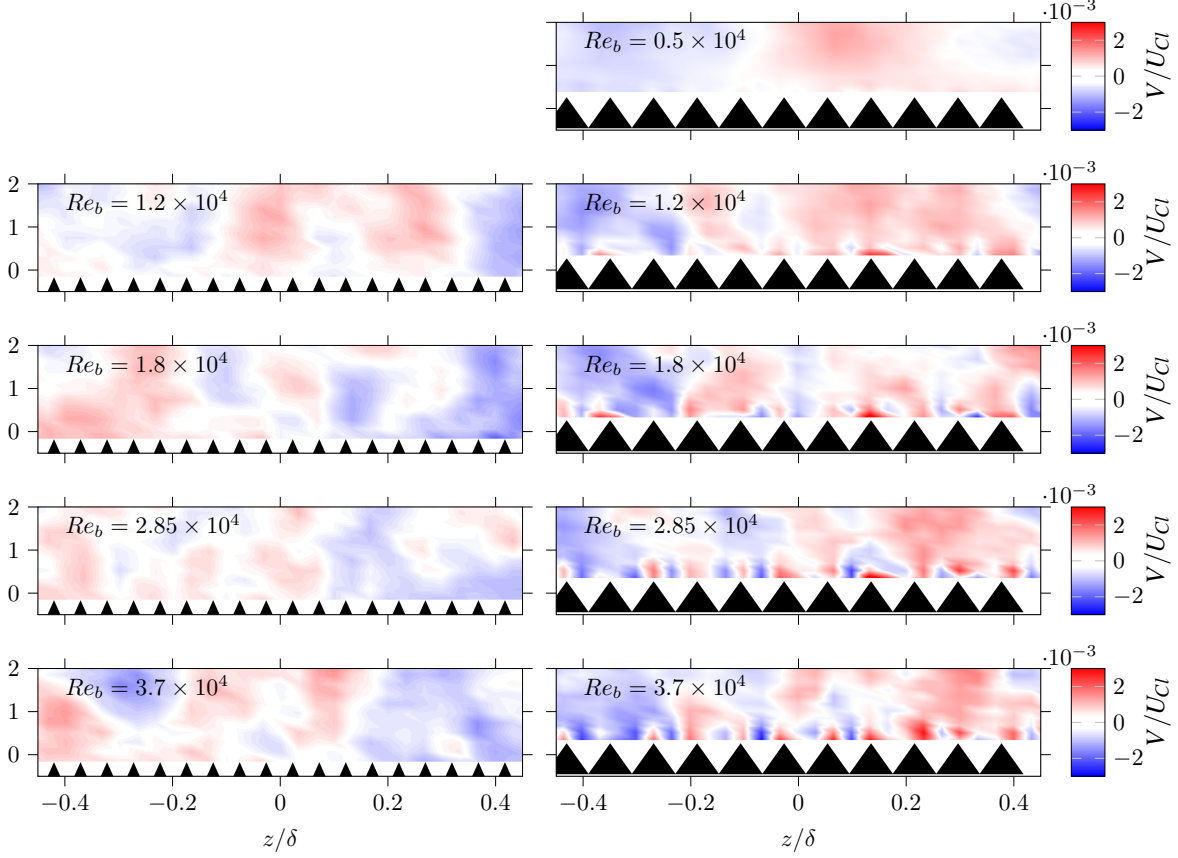 ·10⁻³
Re_b = 0.5 × 10⁴
2
0
−2
V/U_Cl
·10⁻³
2
1
0
Re_b = 1.2 × 10⁴
Re_b = 1.2 × 10⁴
2
0
−2
V/U_Cl
·10⁻³
2
1
0
Re_b = 1.8 × 10⁴
Re_b = 1.8 × 10⁴
2
0
−2
V/U_Cl
·10⁻³
2
1
0
Re_b = 2.85 × 10⁴
Re_b = 2.85 × 10⁴
2
0
−2
V/U_Cl
·10⁻³
2
1
0
Re_b = 3.7 × 10⁴
Re_b = 3.7 × 10⁴
2
0
−2
V/U_Cl
−0.4 −0.2 0 0.2 0.4
−0.4 −0.2 0 0.2 0.4
z/δ
z/δ